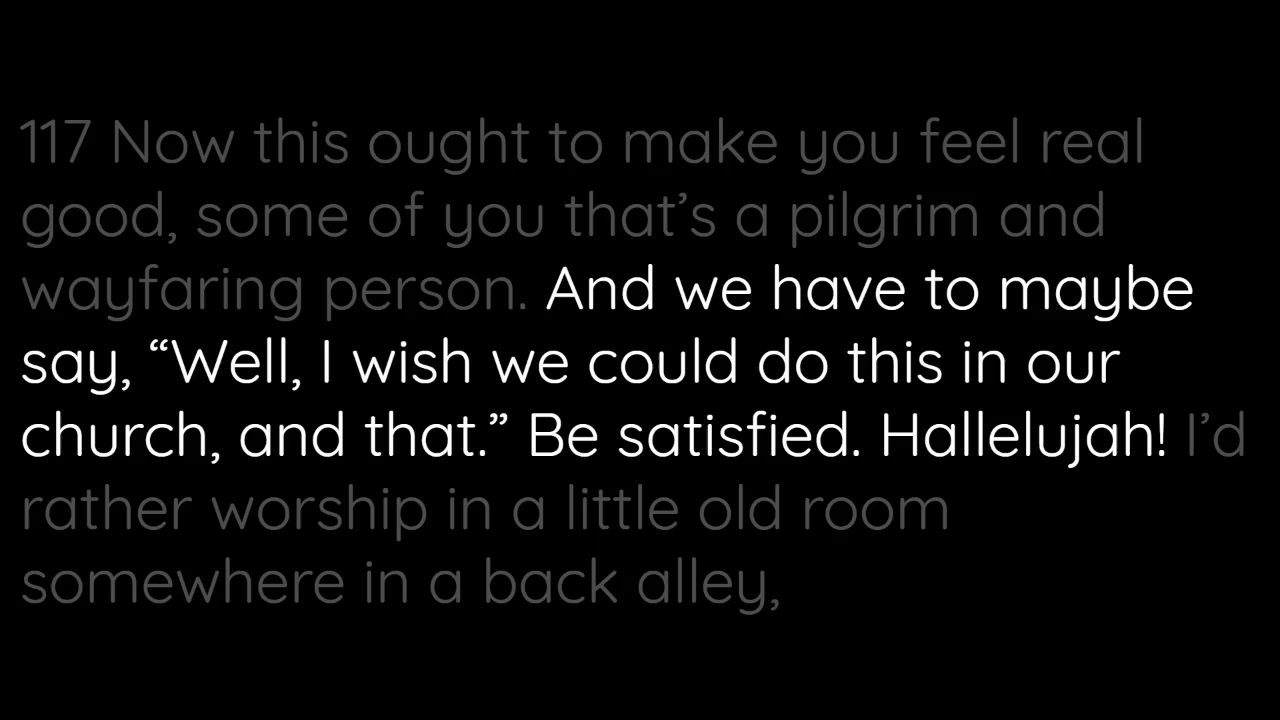 117 Now this ought to make you feel real
good, some of you that’s a pilgrim and
wayfaring person. And we have to maybe
say, “Well, I wish we could do this in our
church, and that.” Be satisfied. Hallelujah! I’d
rather worship in a little old room
somewhere in a back alley,